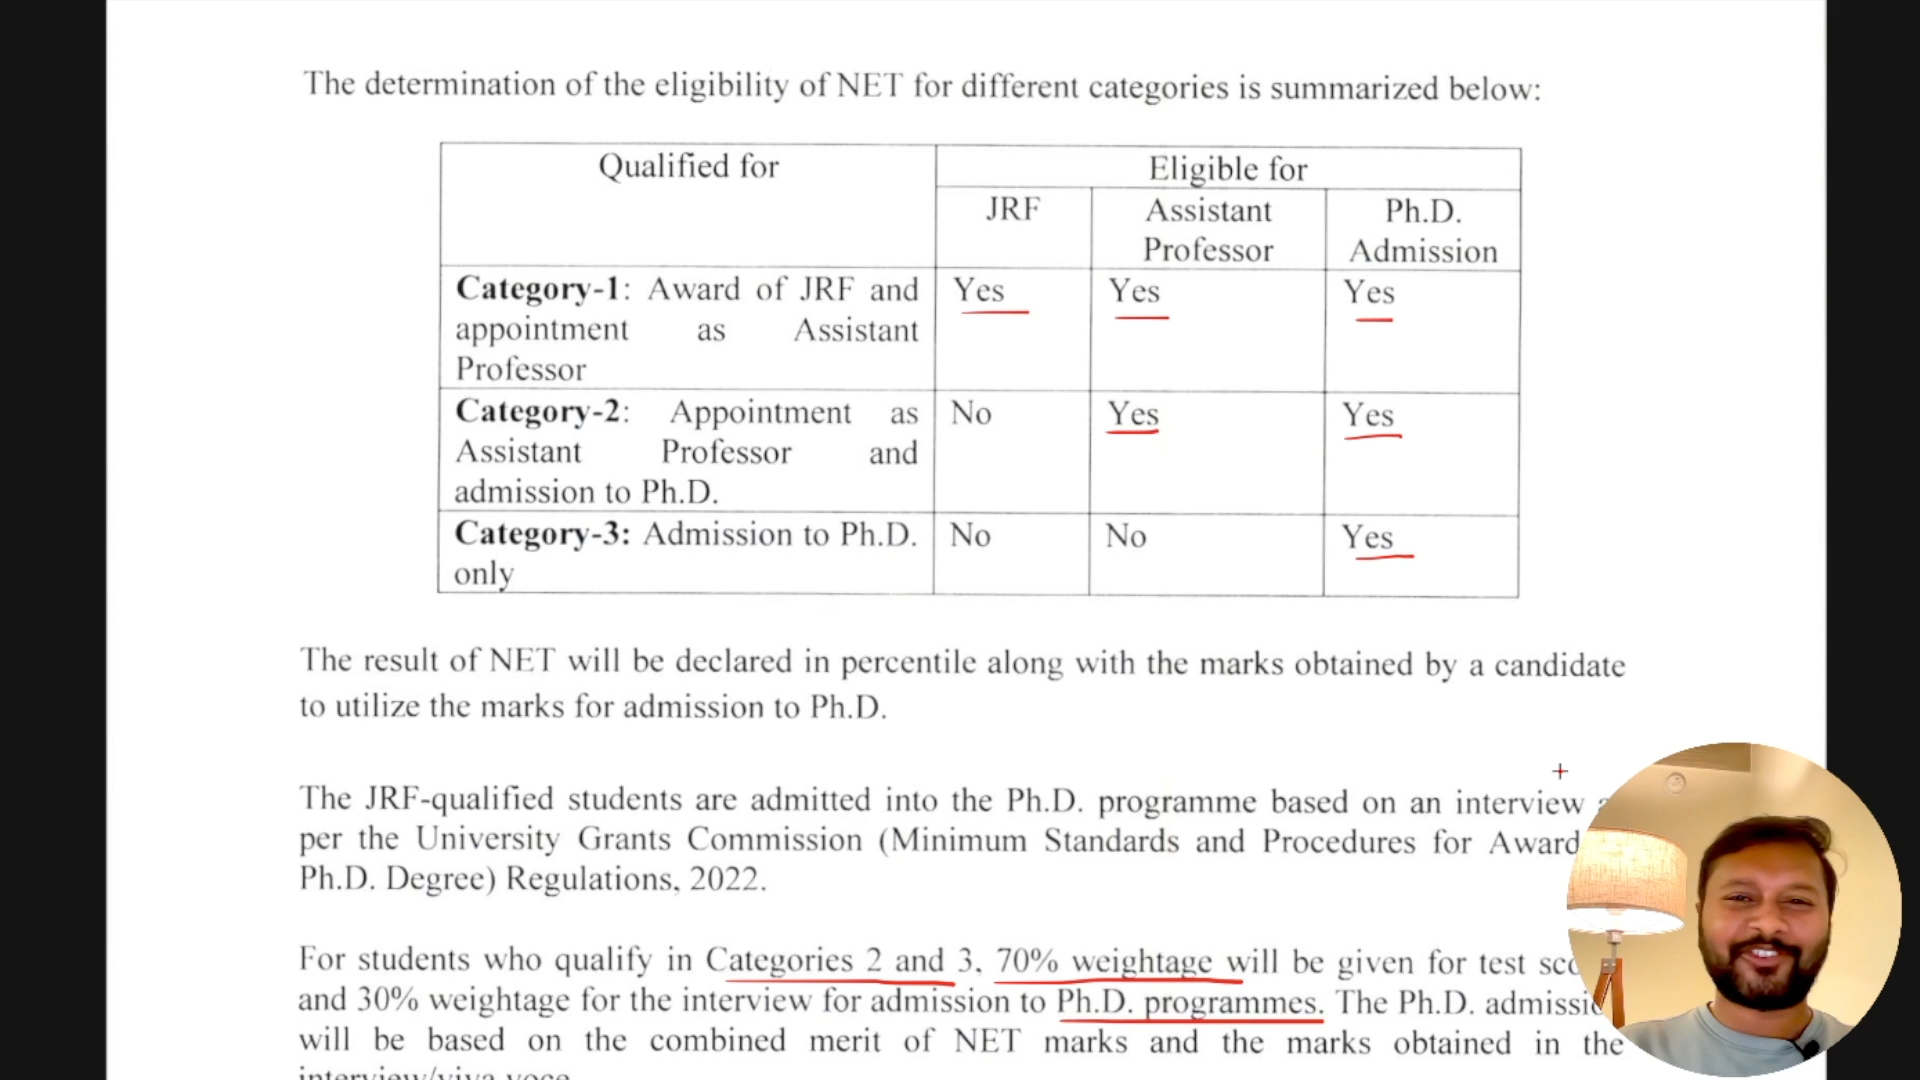 The determination of the eligibility of NET for different categories is summarized below:
Qualified for
Eligible for
JRF
Assistant
Professor
Ph.D.
Admission
Category-1: Award of JRF and
appointment as Assistant
Professor
Yes
Yes
Yes
Category-2: Appointment as
Assistant Professor and
admission to Ph.D.
No
Yes
Yes
Category-3: Admission to Ph.D.
only
No
No
Yes
The result of NET will be declared in percentile along with the marks obtained by a candidate
to utilize the marks for admission to Ph.D.
The JRF-qualified students are admitted into the Ph.D. programme based on an interview
per the University Grants Commission (Minimum Standards and Procedures for Award
Ph.D. Degree) Regulations, 2022.
For students who qualify in Categories 2 and 3, 70% weightage will be given for test
and 30% weightage for the interview for admission to Ph.D. programmes. The Ph.D.
will be based on the combined merit of NET marks and the marks obtained in the
interview/viva voce